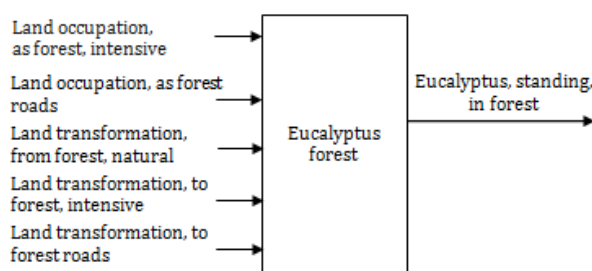 Land occupation,
as forest, intensive
Land occupation, as forest
roads
Land transformation,
from forest, natural
Land transformation, to
forest, intensive
Land transformation, to
forest roads
Eucalyptus
forest
Eucalyptus, standing,
in forest